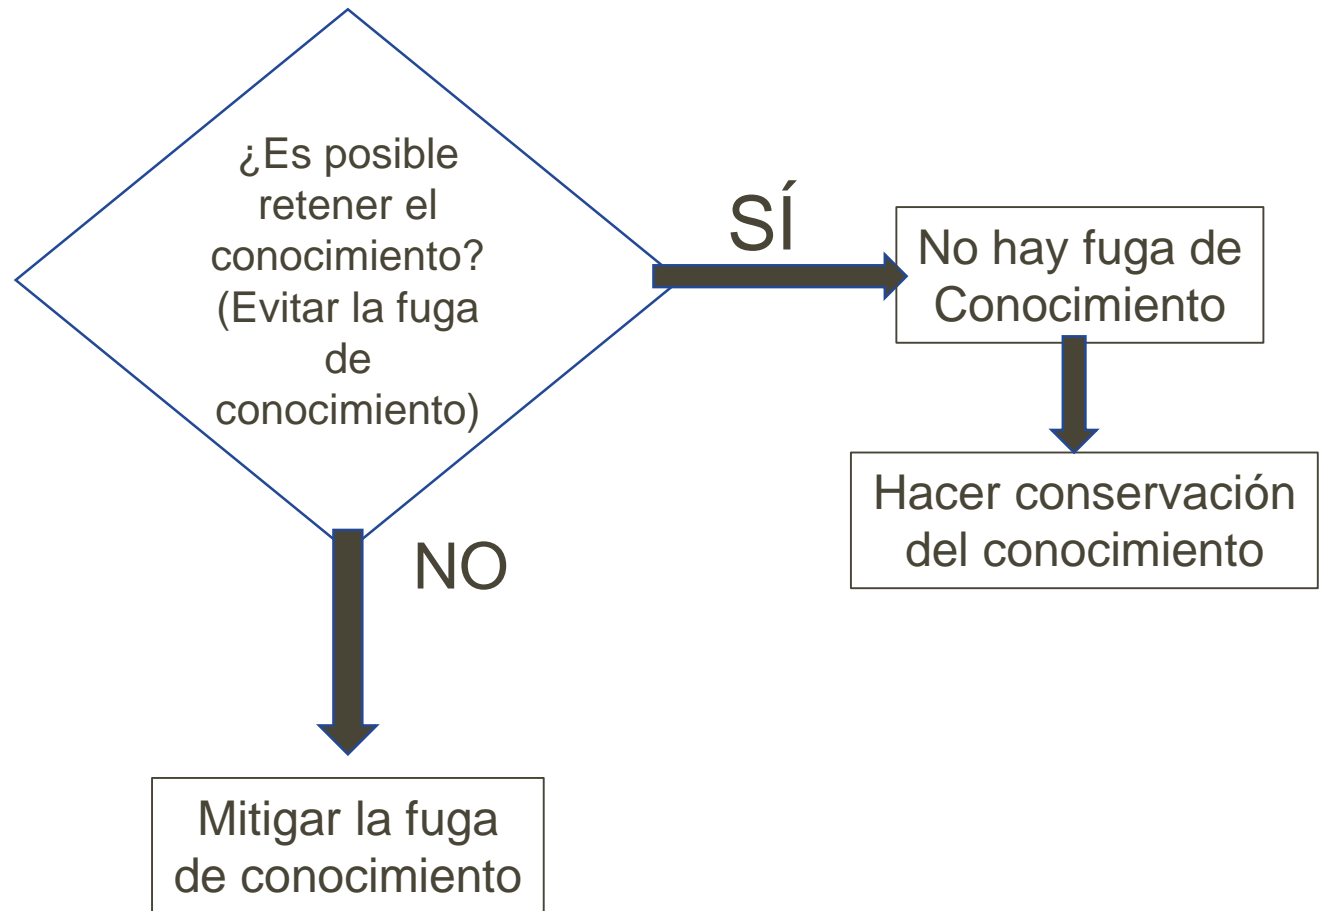 ¿Es posible
retener el
conocimiento?
(Evitar la fuga
de
conocimiento)
SÍ
No hay fuga de
Conocimiento
Hacer conservación
del conocimiento
NO
Mitigar la fuga
de conocimiento